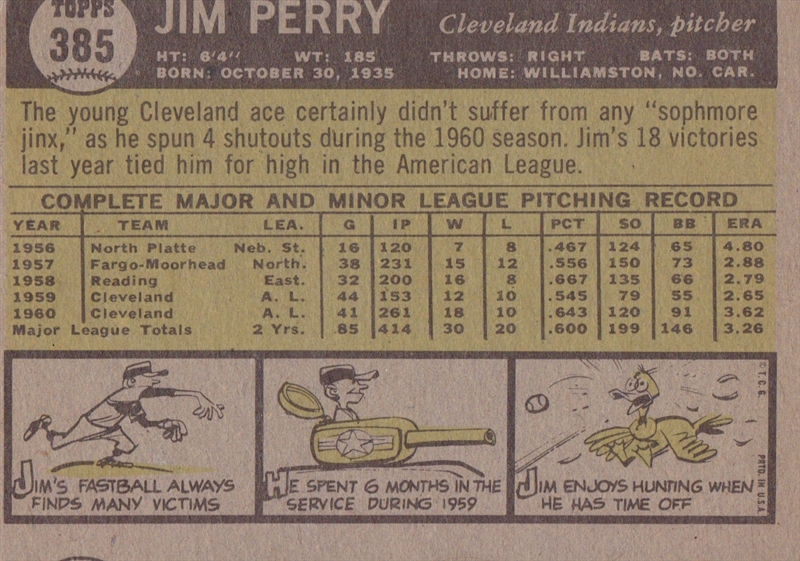 TOPPS
385
JIM PERRY
Cleveland Indians, pitcher
HT: 6'4" WT: 185 THROWS: RIGHT BATS: BOTH
BORN: OCTOBER 30, 1935 HOME: WILLIAMSTON, NO. CAR.
The young Cleveland ace certainly didn't suffer from any "sophmore
jinx," as he spun 4 shutouts during the 1960 season. Jim's 18 victories
last year tied him for high in the American League.
COMPLETE MAJOR AND MINOR LEAGUE PITCHING RECORD
YEAR TEAM LEA. G IP W L PCT SO BB ERA
1956 North Platte Neb. St. 16 120 7 8 .467 124 65 4.80
1957 Fargo-Moorhead North. 38 231 15 12 .556 150 73 2.88
1958 Reading East. 32 200 16 8 .667 135 66 2.79
1959 Cleveland A. L. 44 153 12 10 .545 79 55 2.65
1960 Cleveland A. L. 41 261 18 10 .643 120 91 3.62
Major League Totals 2 Yrs. 85 414 30 20 .600 199 146 3.26
JIM'S FASTBALL ALWAYS
FINDS MANY VICTIMS
HE SPENT 6 MONTHS IN THE
SERVICE DURING 1959
JIM ENJOYS HUNTING WHEN
HE HAS TIME OFF
© T. C. G. PRTD. IN U.S.A.